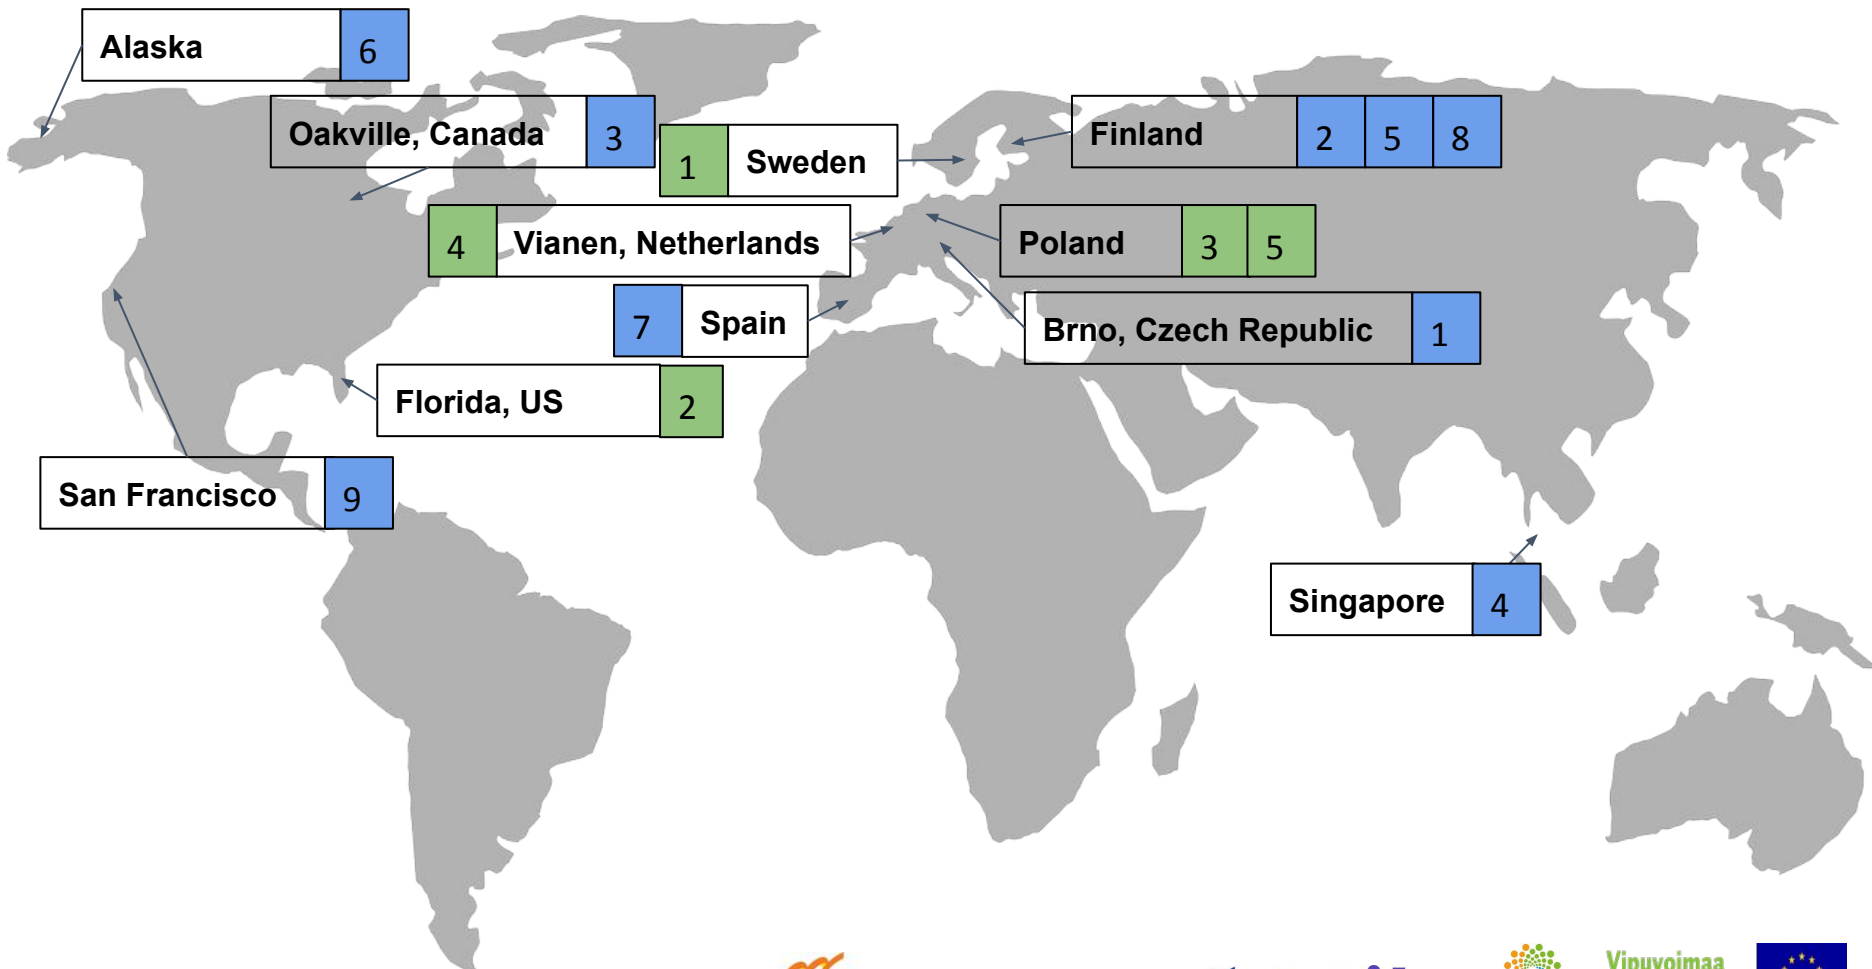 Alaska 6
Oakville, Canada 3
1 Sweden
Finland 2 5 8
4 Vianen, Netherlands
Poland 3 5
7 Spain
Brno, Czech Republic 1
Florida, US 2
San Francisco 9
Singapore 4
Vipuvoimaa